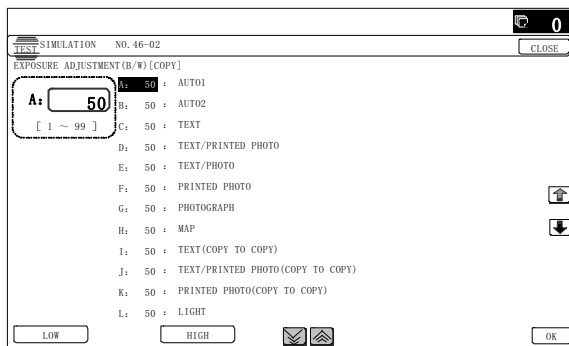 0
TEST SIMULATION NO.46-02 CLOSE
EXPOSURE ADJUSTMENT(B/W)[COPY]
A: 50
[ 1 ～ 99 ]
A: 50 : AUTO1
B: 50 : AUTO2
C: 50 : TEXT
D: 50 : TEXT/PRINTED PHOTO
E: 50 : TEXT/PHOTO
F: 50 : PRINTED PHOTO
G: 50 : PHOTOGRAPH
H: 50 : MAP
I: 50 : TEXT(COPY TO COPY)
J: 50 : TEXT/PRINTED PHOTO(COPY TO COPY)
K: 50 : PRINTED PHOTO(COPY TO COPY)
L: 50 : LIGHT
LOW HIGH OK